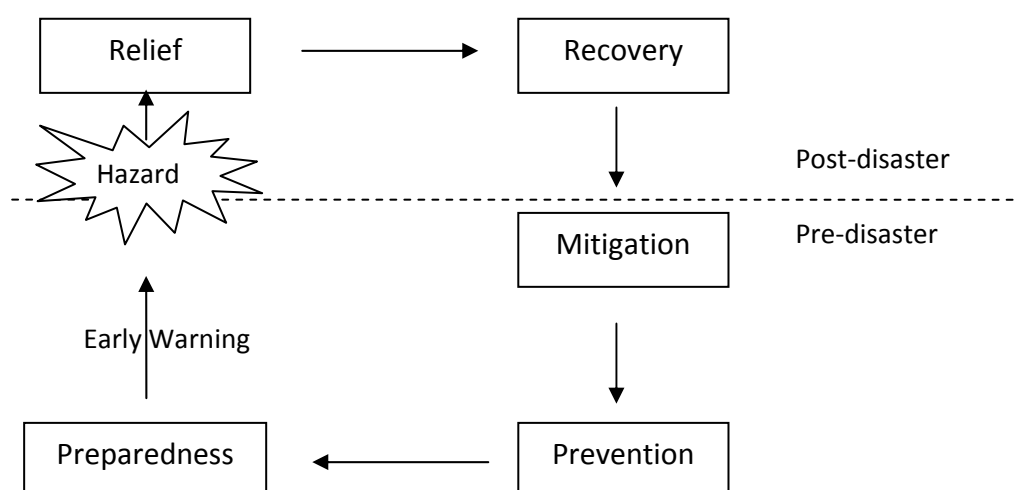 Relief
Recovery
Hazard
Post-disaster
Mitigation
Pre-disaster
Early Warning
Preparedness
Prevention